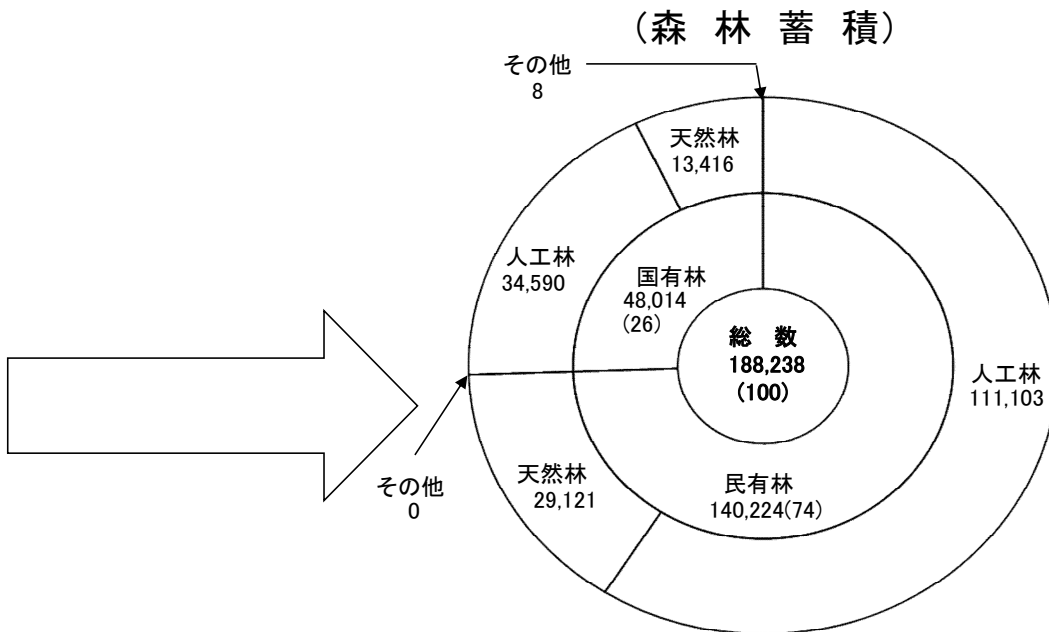 （森 林 蓄 積）
その他
8
天然林
13,416
人工林
34,590
国有林
48,014
(26)
総 数
188,238
(100)
人工林
111,103
民有林
140,224(74)
天然林
29,121
その他
0